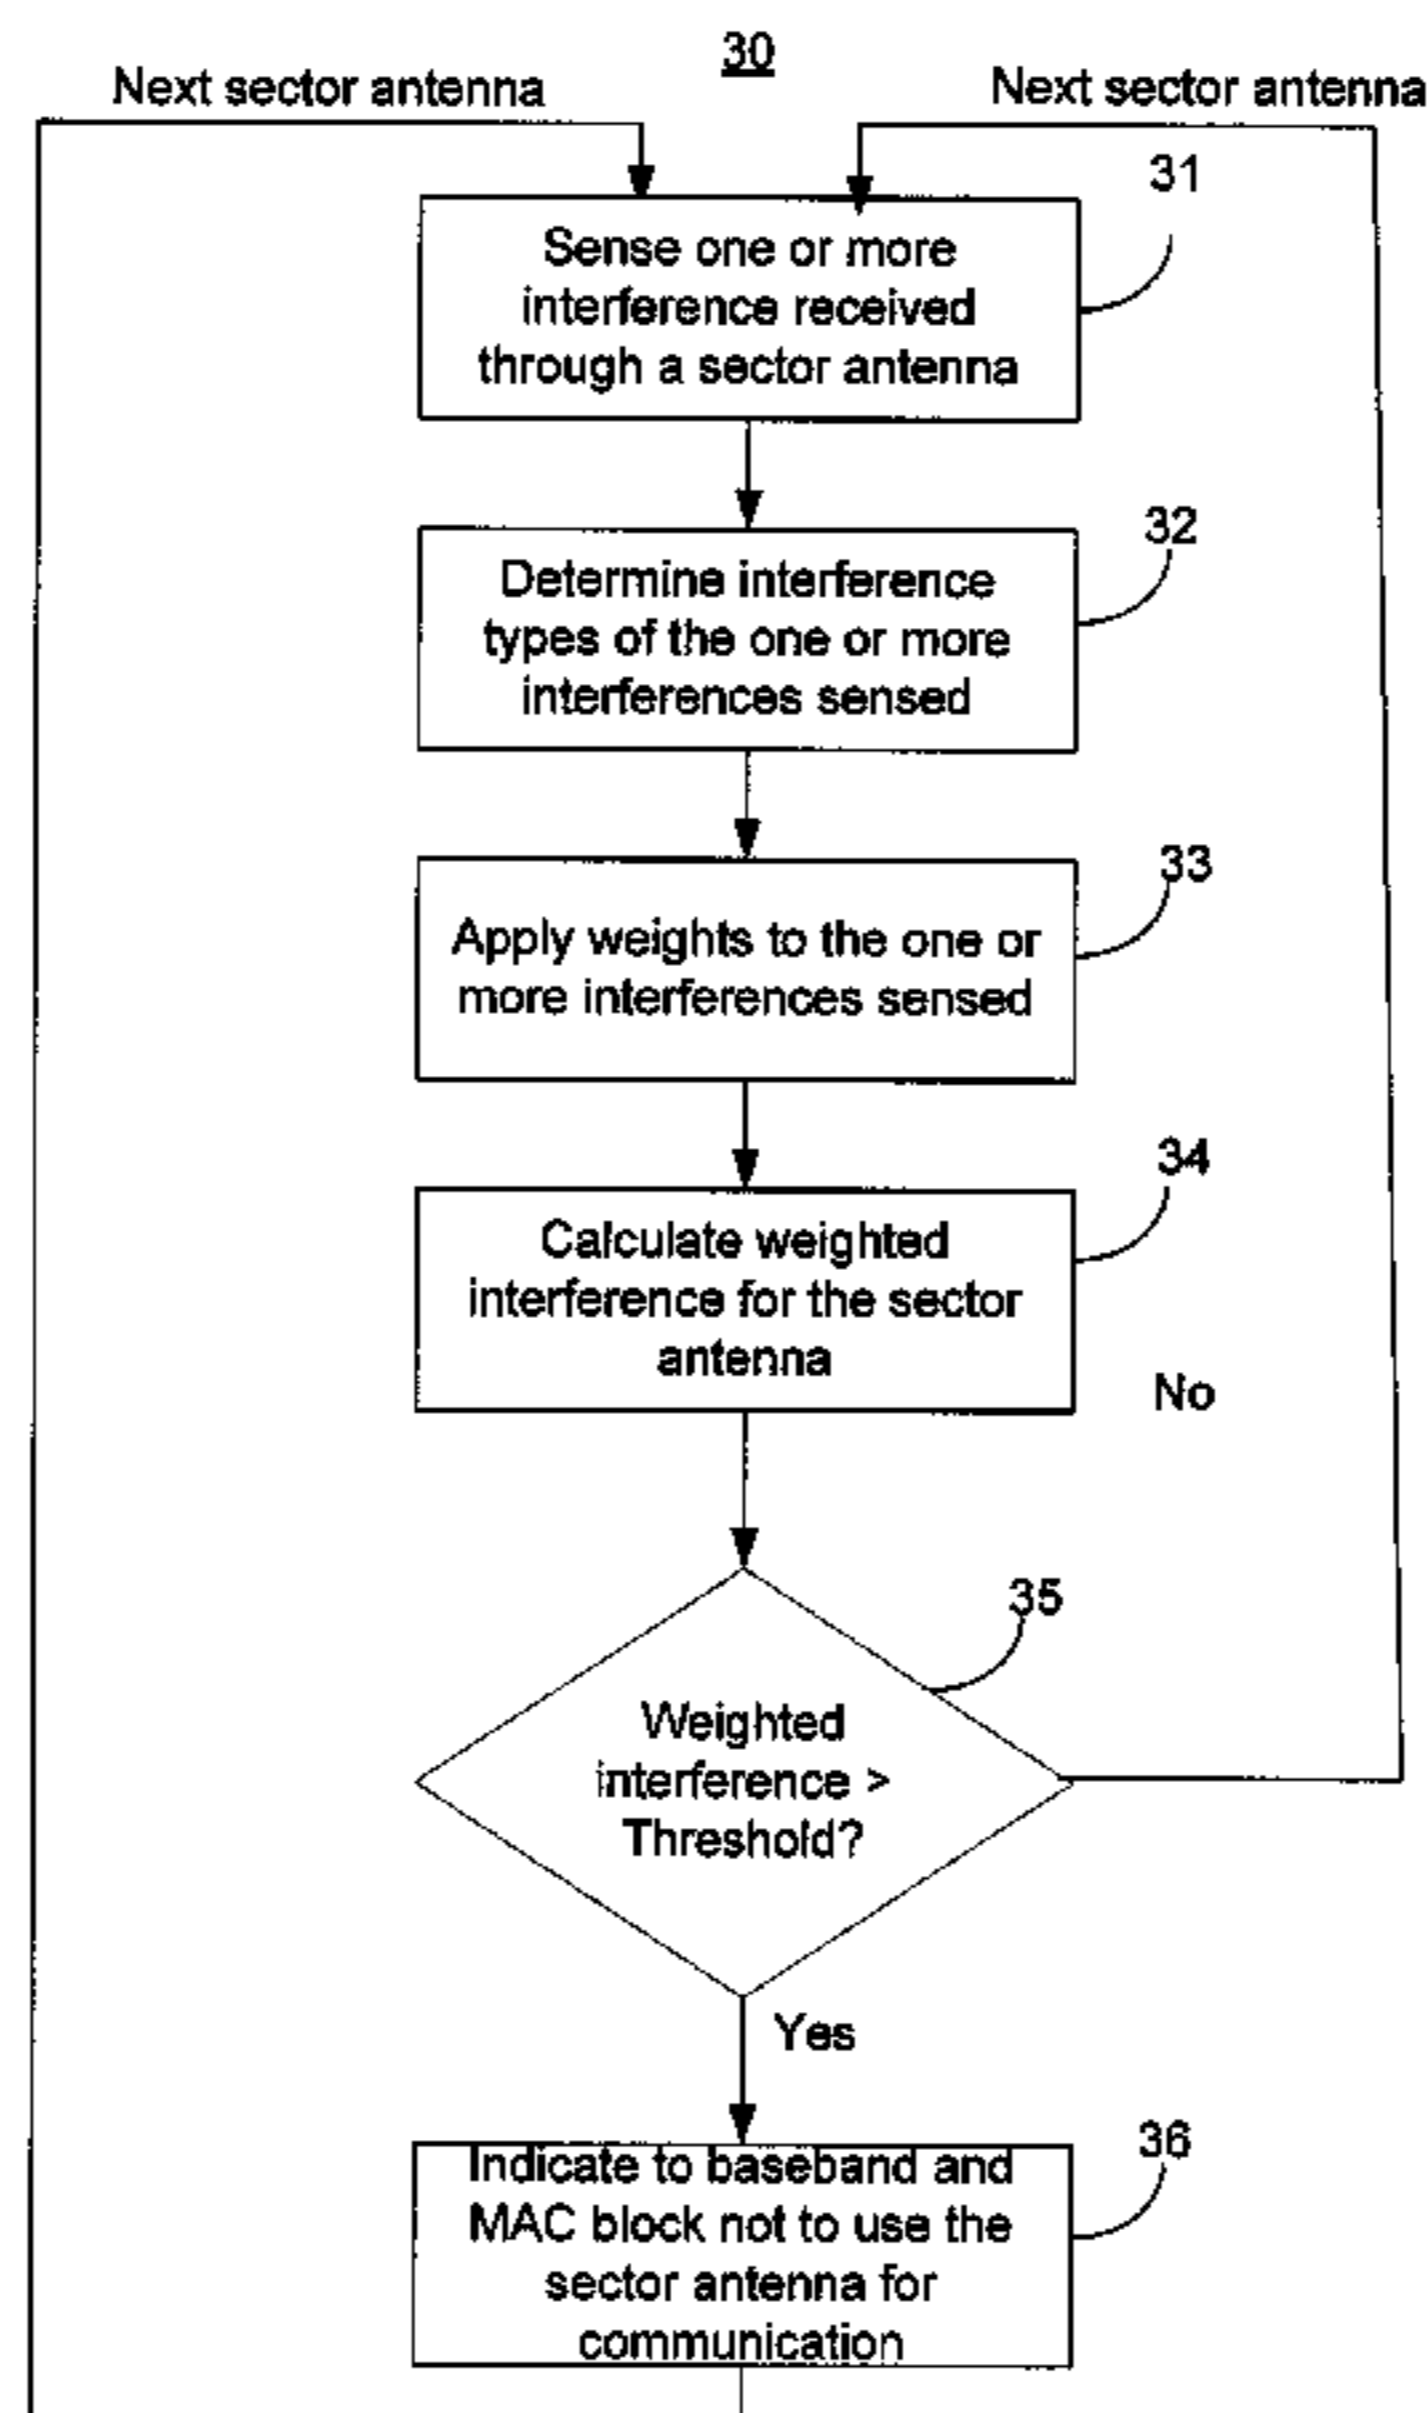 30
Next sector antenna
Next sector antenna
31
Sense one or more
interference received
through a sector antenna
32
Determine interference
types of the one or more
interferences sensed
33
Apply weights to the one or
more interferences sensed
34
Calculate weighted
interference for the sector
antenna
No
35
Weighted
interference >
Threshold?
Yes
36
Indicate to baseband and
MAC block not to use the
sector antenna for
communication